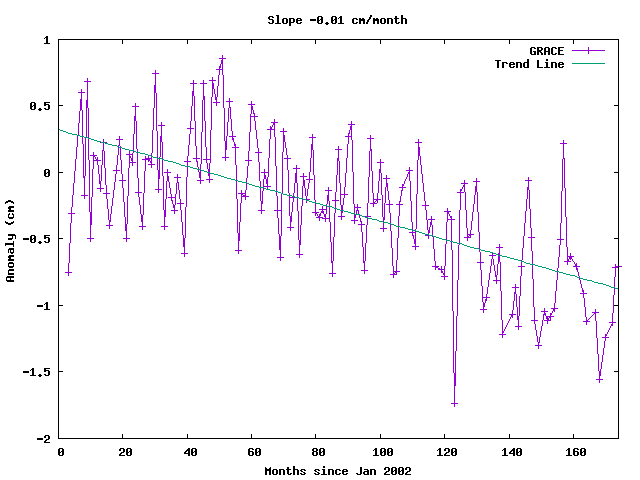 Slope -0.01 cm/month
GRACE
Trend Line
1
0.5
0
-0.5
-1
-1.5
-2
Anomaly (cm)
0 20 40 60 80 100 120 140 160
Months since Jan 2002